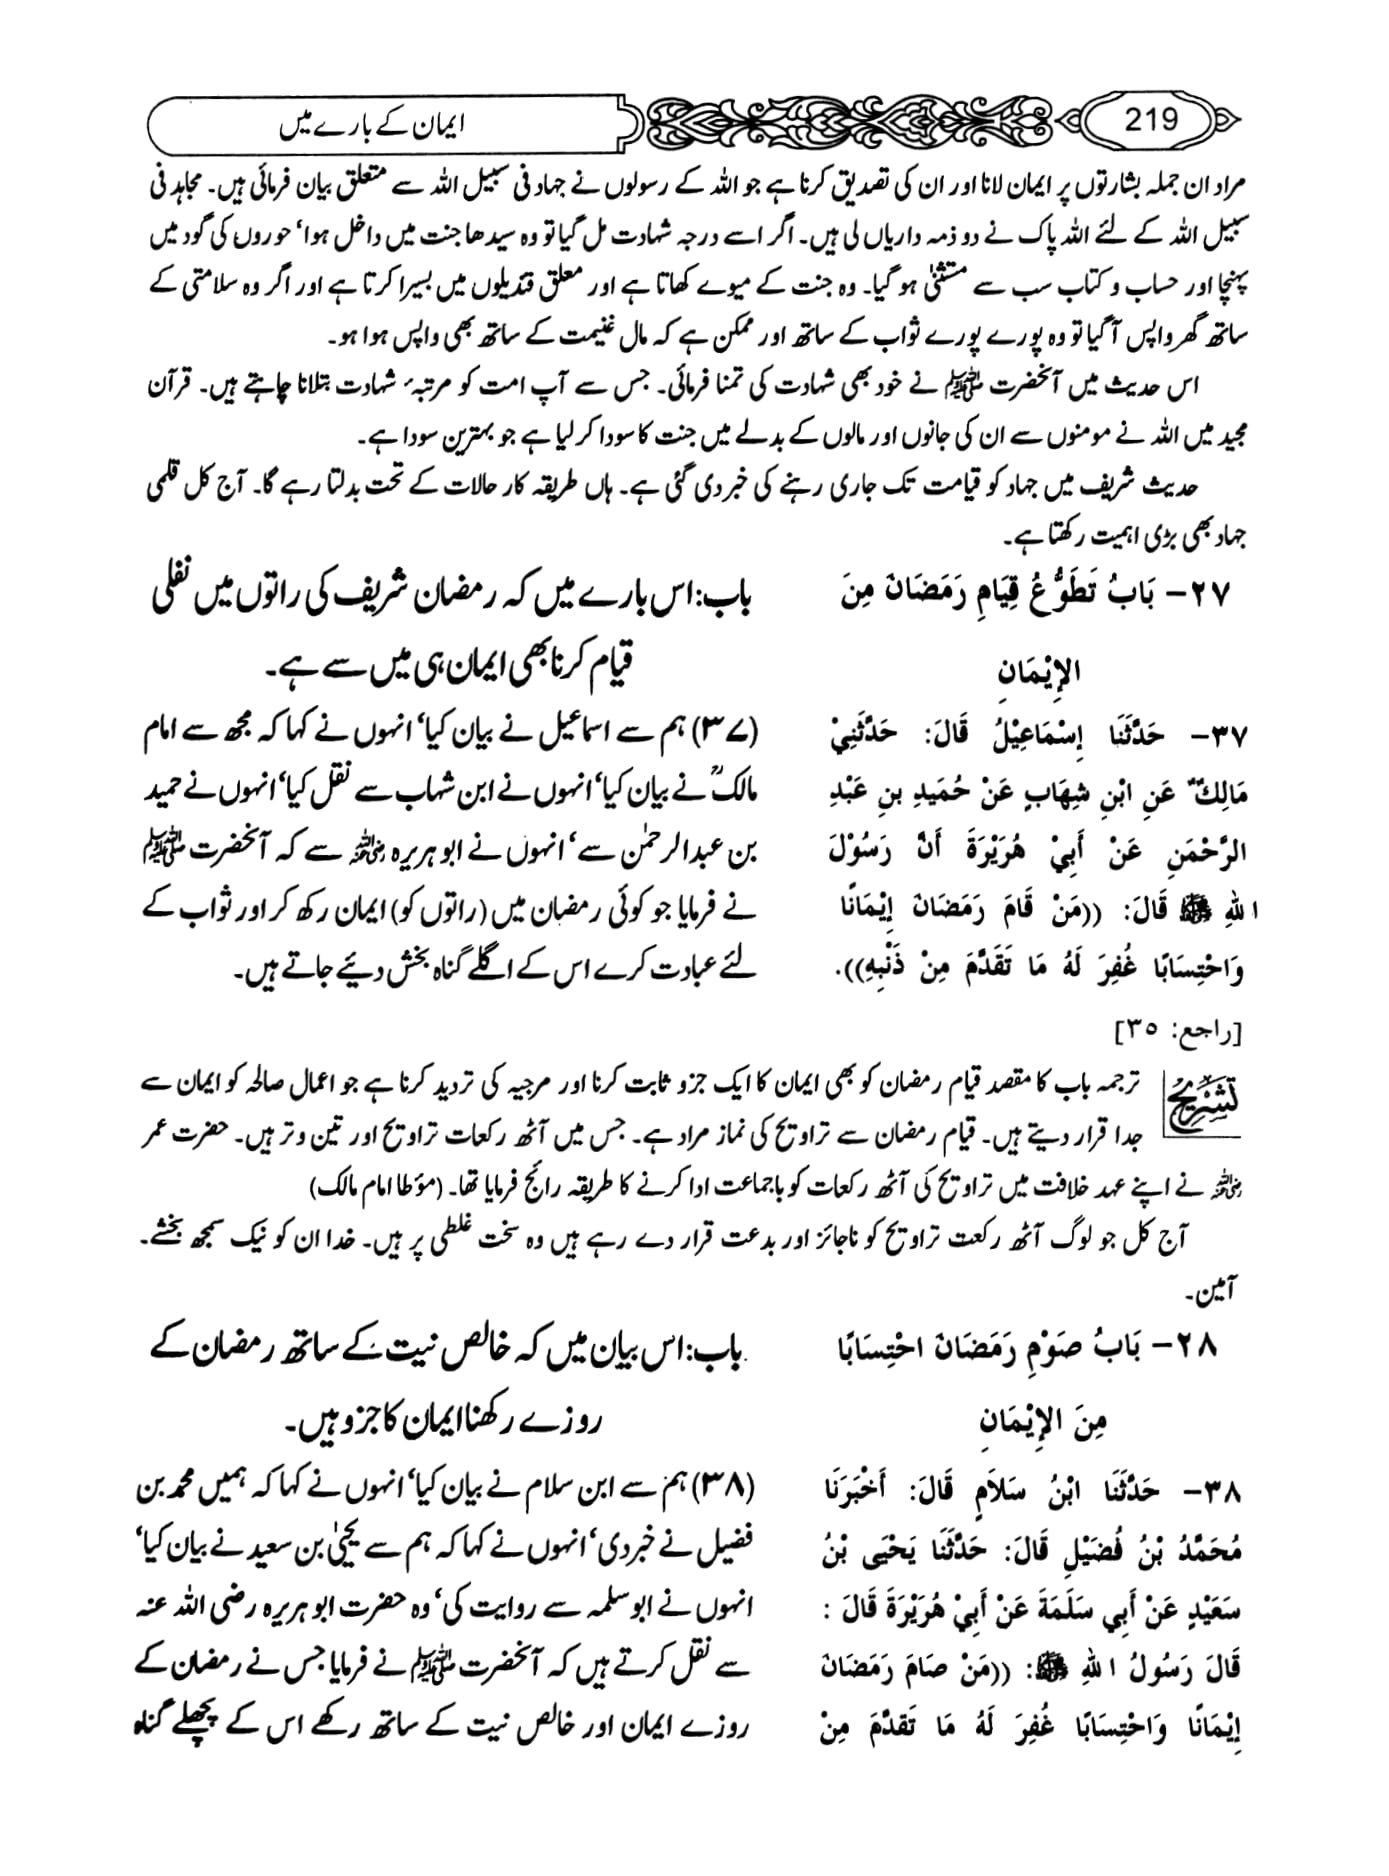 219
ایمان کے بارے میں
مراد ان جملہ بشارتوں پر ایمان لانا اور ان کی تصدیق کرنا ہے جو اللہ کے رسولوں نے جہاد فی سبیل اللہ سے متعلق بیان فرمائی ہیں۔ مجاہد فی
سبیل اللہ کے لئے اللہ پاک نے دو ذمہ داریاں لی ہیں۔ اگر اسے درجہ شہادت مل گیا تو وہ سیدھا جنت میں داخل ہوا‘ حوروں کی گود میں
پہنچا اور حساب و کتاب سب سے مستثنیٰ ہو گیا۔ وہ جنت کے میوے کھاتا ہے اور معلق قندیلوں میں بسیرا کرتا ہے اور اگر وہ سلامتی کے
ساتھ گھر واپس آ گیا تو وہ پورے پورے ثواب کے ساتھ اور ممکن ہے کہ مال غنیمت کے ساتھ بھی واپس ہوا ہو۔
اس حدیث میں آنحضرت ﷺ نے خود بھی شہادت کی تمنا فرمائی۔ جس سے آپ امت کو مرتبہء شہادت بتلانا چاہتے ہیں۔ قرآن
مجید میں اللہ نے مومنوں سے ان کی جانوں اور مالوں کے بدلے میں جنت کا سودا کر لیا ہے جو بہترین سودا ہے۔
حدیث شریف میں جہاد کو قیامت تک جاری رہنے کی خبر دی گئی ہے۔ ہاں طریقہ کار حالات کے تحت بدلتا رہے گا۔ آج کل قلمی
جہاد بھی بڑی اہمیت رکھتا ہے۔
٢٧- بَابُ تَطَوُّعُ قِيَامِ رَمَضَانَ مِنَ
الإِيْمَانِ
باب: اس بارے میں کہ رمضان شریف کی راتوں میں نفلی
قیام کرنا بھی ایمان ہی میں سے ہے۔
٣٧- حَدَّثَنَا إِسْمَاعِيْلُ قَالَ: حَدَّثَنِيْ
مَالِكٌ عَنِ ابْنِ شِهَابٍ عَنْ حُمَيدِ بنِ عَبْدِ
الرَّحْمَنِ عَنْ أَبِيْ هُرَيْرَةَ أَنَّ رَسُوْلَ
اللهِ ﷺ قَالَ: ((مَنْ قَامَ رَمَضَانَ إِيْمَانًا
وَاحْتِسَابًا غُفِرَ لَهُ مَا تَقَدَّمَ مِنْ ذَنْبِهِ)).
[راجع: ٣٥]
(۳۷) ہم سے اسماعیل نے بیان کیا‘ انہوں نے کہا کہ مجھ سے امام
مالکؒ نے بیان کیا‘ انہوں نے ابن شہاب سے نقل کیا‘ انہوں نے حمید
بن عبدالرحمٰن سے‘ انہوں نے ابو ہریرہ رضی اللہ عنہ سے کہ آنحضرت ﷺ
نے فرمایا جو کوئی رمضان میں (راتوں کو) ایمان رکھ کر اور ثواب کے
لئے عبادت کرے اس کے اگلے گناہ بخش دیئے جاتے ہیں۔
تشریح
ترجمہ باب کا مقصد قیام رمضان کو بھی ایمان کا ایک جزو ثابت کرنا اور مرجیہ کی تردید کرنا ہے جو اعمال صالحہ کو ایمان سے
جدا قرار دیتے ہیں۔ قیام رمضان سے تراویح کی نماز مراد ہے۔ جس میں آٹھ رکعات تراویح اور تین وتر ہیں۔ حضرت عمر
رضی اللہ عنہ نے اپنے عہد خلافت میں تراویح کی آٹھ رکعات کو باجماعت ادا کرنے کا طریقہ رائج فرمایا تھا۔ (مؤطا امام مالک)
آج کل جو لوگ آٹھ رکعت تراویح کو ناجائز اور بدعت قرار دے رہے ہیں وہ سخت غلطی پر ہیں۔ خدا ان کو نیک سمجھ بخشے۔
آمین۔
٢٨- بَابُ صَوْمِ رَمَضَانَ احْتِسَابًا
مِنَ الإِيْمَانِ
باب: اس بیان میں کہ خالص نیت کے ساتھ رمضان کے
روزے رکھنا ایمان کا جزو ہیں۔
٣٨- حَدَّثَنَا ابْنُ سَلاَمٍ قَالَ: أَخْبَرَنَا
مُحَمَّدُ بْنُ فُضَيْلٍ قَالَ: حَدَّثَنَا يَحْيَى بْنُ
سَعَيْدٍ عَنْ أَبِي سَلَمَةَ عَنْ أَبِيْ هُرَيْرَةَ قَالَ :
قَالَ رَسُولُ اللهِ ﷺ: ((مَنْ صَامَ رَمَضَانَ
إِيْمَانًا وَاحْتِسَابًا غُفِرَ لَهُ مَا تَقدَّمَ مِنْ
(۳۸) ہم سے ابن سلام نے بیان کیا‘ انہوں نے کہا کہ ہمیں محمد بن
فضیل نے خبر دی‘ انہوں نے کہا کہ ہم سے یحییٰ بن سعید نے بیان کیا‘
انہوں نے ابو سلمہ سے روایت کی‘ وہ حضرت ابو ہریرہ رضی اللہ عنہ
سے نقل کرتے ہیں کہ آنحضرت ﷺ نے فرمایا جس نے رمضان کے
روزے ایمان اور خالص نیت کے ساتھ رکھے اس کے پچھلے گناہ